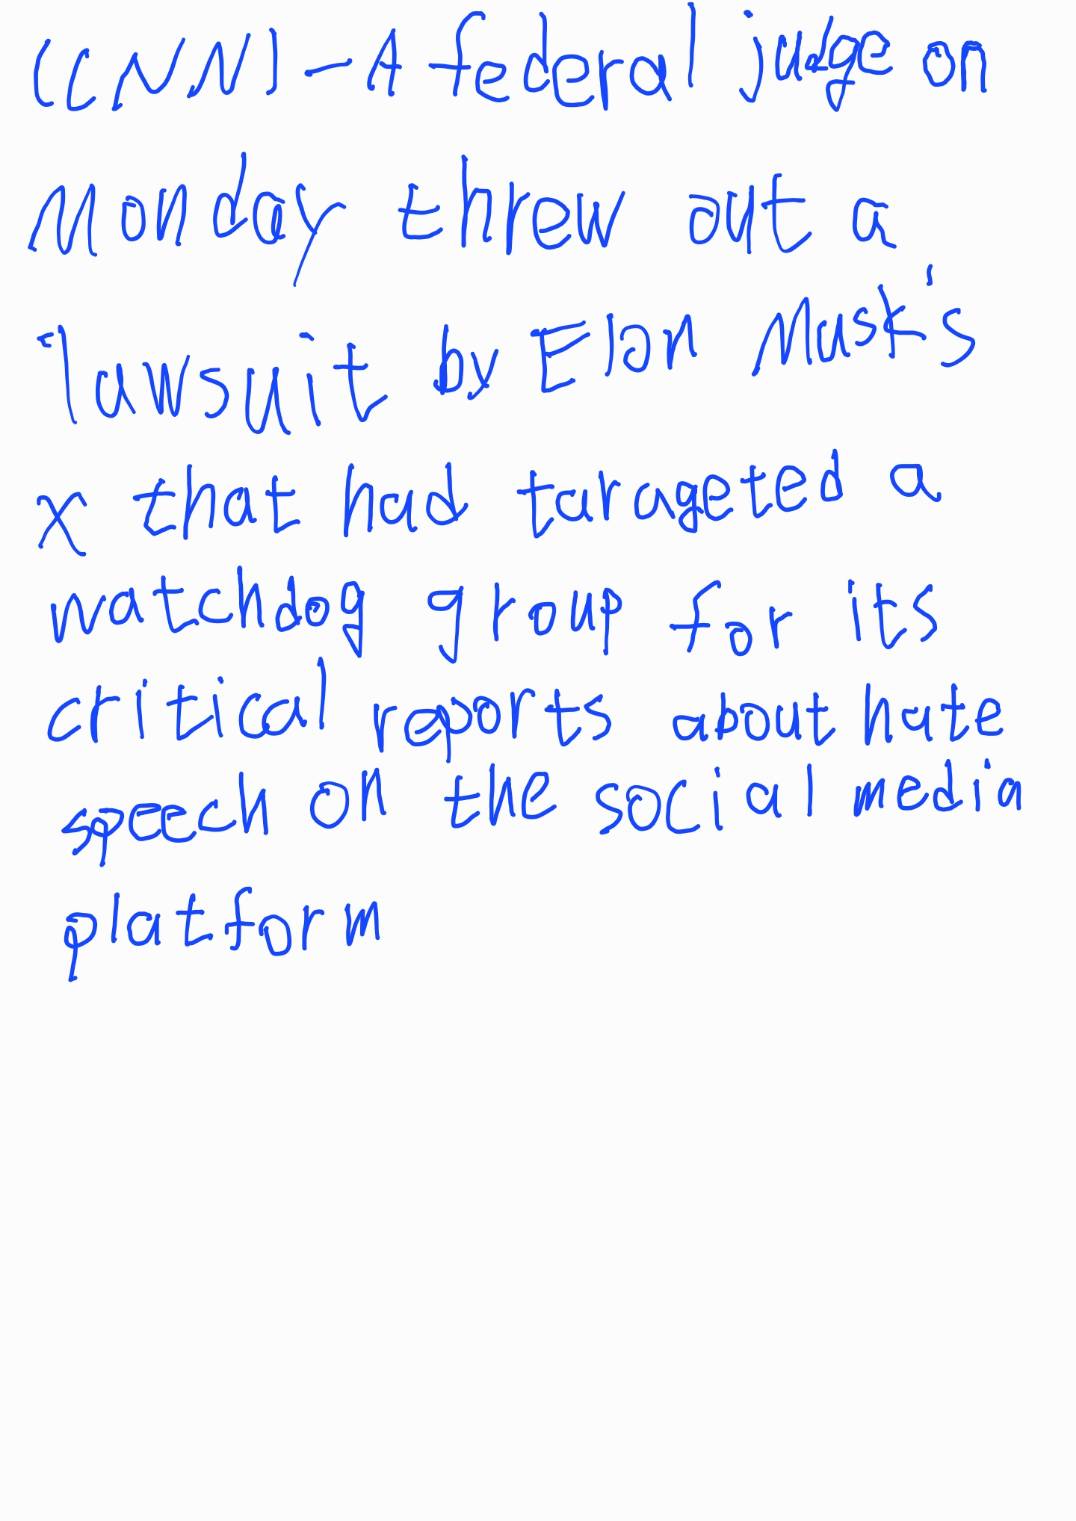 (CNN) - A federal judge on
Monday threw out a
lawsuit by Elon Musk's
X that had tarageted a
watchdog group for its
critical reports about hate
speech on the social media
platform